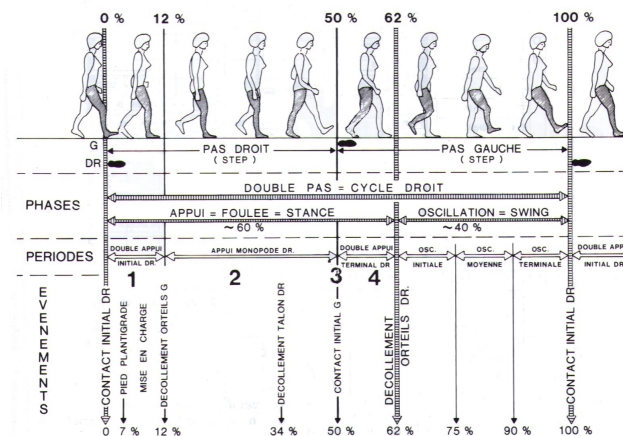 0 % 12 % 50 % 62 % 100 %
G
PAS DROIT
(STEP)
PAS GAUCHE
(STEP)
DR
DOUBLE PAS = CYCLE DROIT
PHASES
APPUI = FOULEE = STANCE
~ 60 %
OSCILLATION = SWING
~ 40 %
PERIODES
DOUBLE APPUI
INITIAL DR.
APPUI MONOPODE DR.
DOUBLE APPUI
TERMINAL DR
OSC.
INITIALE
OSC.
MOYENNE
OSC.
TERMINALE
DOUBLE APP
INITIAL DR
1 2 3 4
EVENEMENTS
CONTACT INITIAL DR
PIED PLANTIGRADE
MISE EN CHARGE
DECOLLEMENT ORTEILS G
DECOLLEMENT TALON DR
CONTACT INITIAL G
DECOLLEMENT
ORTEILS DR.
CONTACT INITIAL DR
0 7 % 12 % 34 % 50 % 62 % 75 % 90 % 100 %